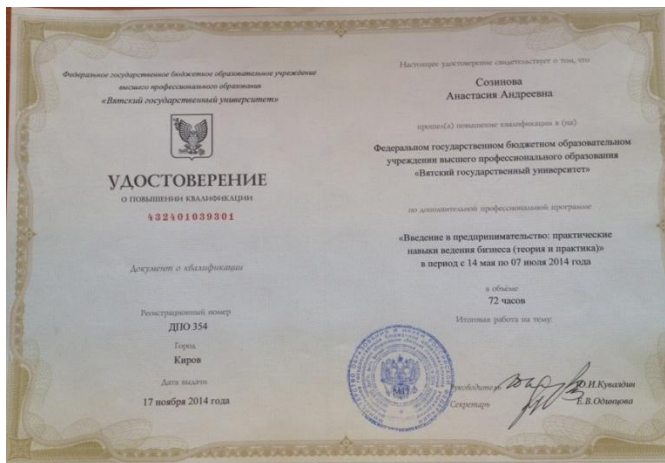 Федеральное государственное бюджетное образовательное учреждение
высшего профессионального образования
«Вятский государственный университет»
УДОСТОВЕРЕНИЕ
О ПОВЫШЕНИИ КВАЛИФИКАЦИИ
432401039301
Документ о квалификации
Регистрационный номер
ДПО 354
Город
Киров
Дата выдачи
17 ноября 2014 года
Настоящее удостоверение свидетельствует о том, что
Созинова
Анастасия Андреевна
прошел(а) повышение квалификации в (на)
Федеральном государственном бюджетном образовательном
учреждении высшего профессионального образования
«Вятский государственный университет»
по дополнительной профессиональной программе
«Введение в предпринимательство: практические
навыки ведения бизнеса (теория и практика)»
в период с 14 мая по 07 июля 2014 года
в объёме
72 часов
Итоговая работа на тему:
М.П.
Руководитель
Ю.И.Кувалдин
Секретарь
Е.В.Одинцова